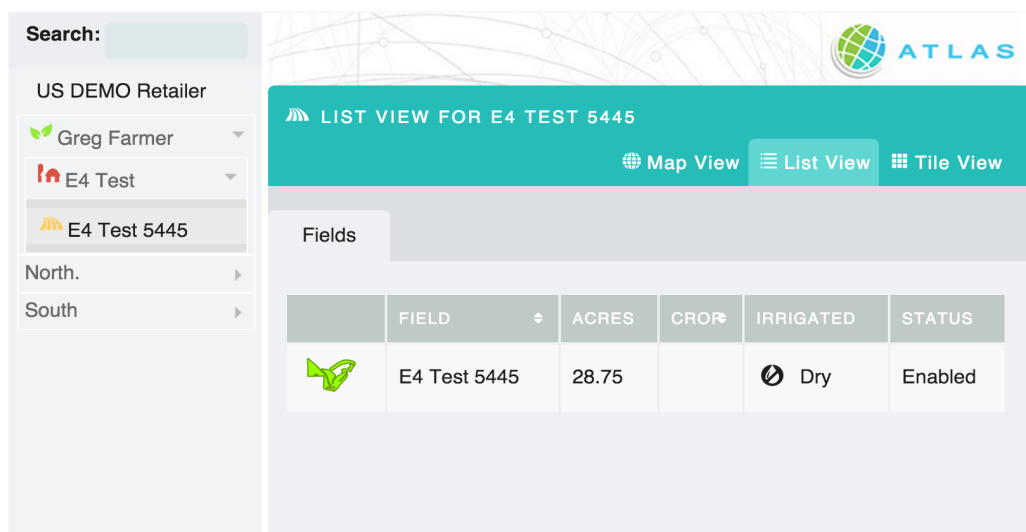 Search:
US DEMO Retailer
Greg Farmer
E4 Test
E4 Test 5445
North.
South
ATLAS
LIST VIEW FOR E4 TEST 5445
Map View List View Tile View
Fields
FIELD ACRES CROP IRRIGATED STATUS
E4 Test 5445 28.75 Dry Enabled